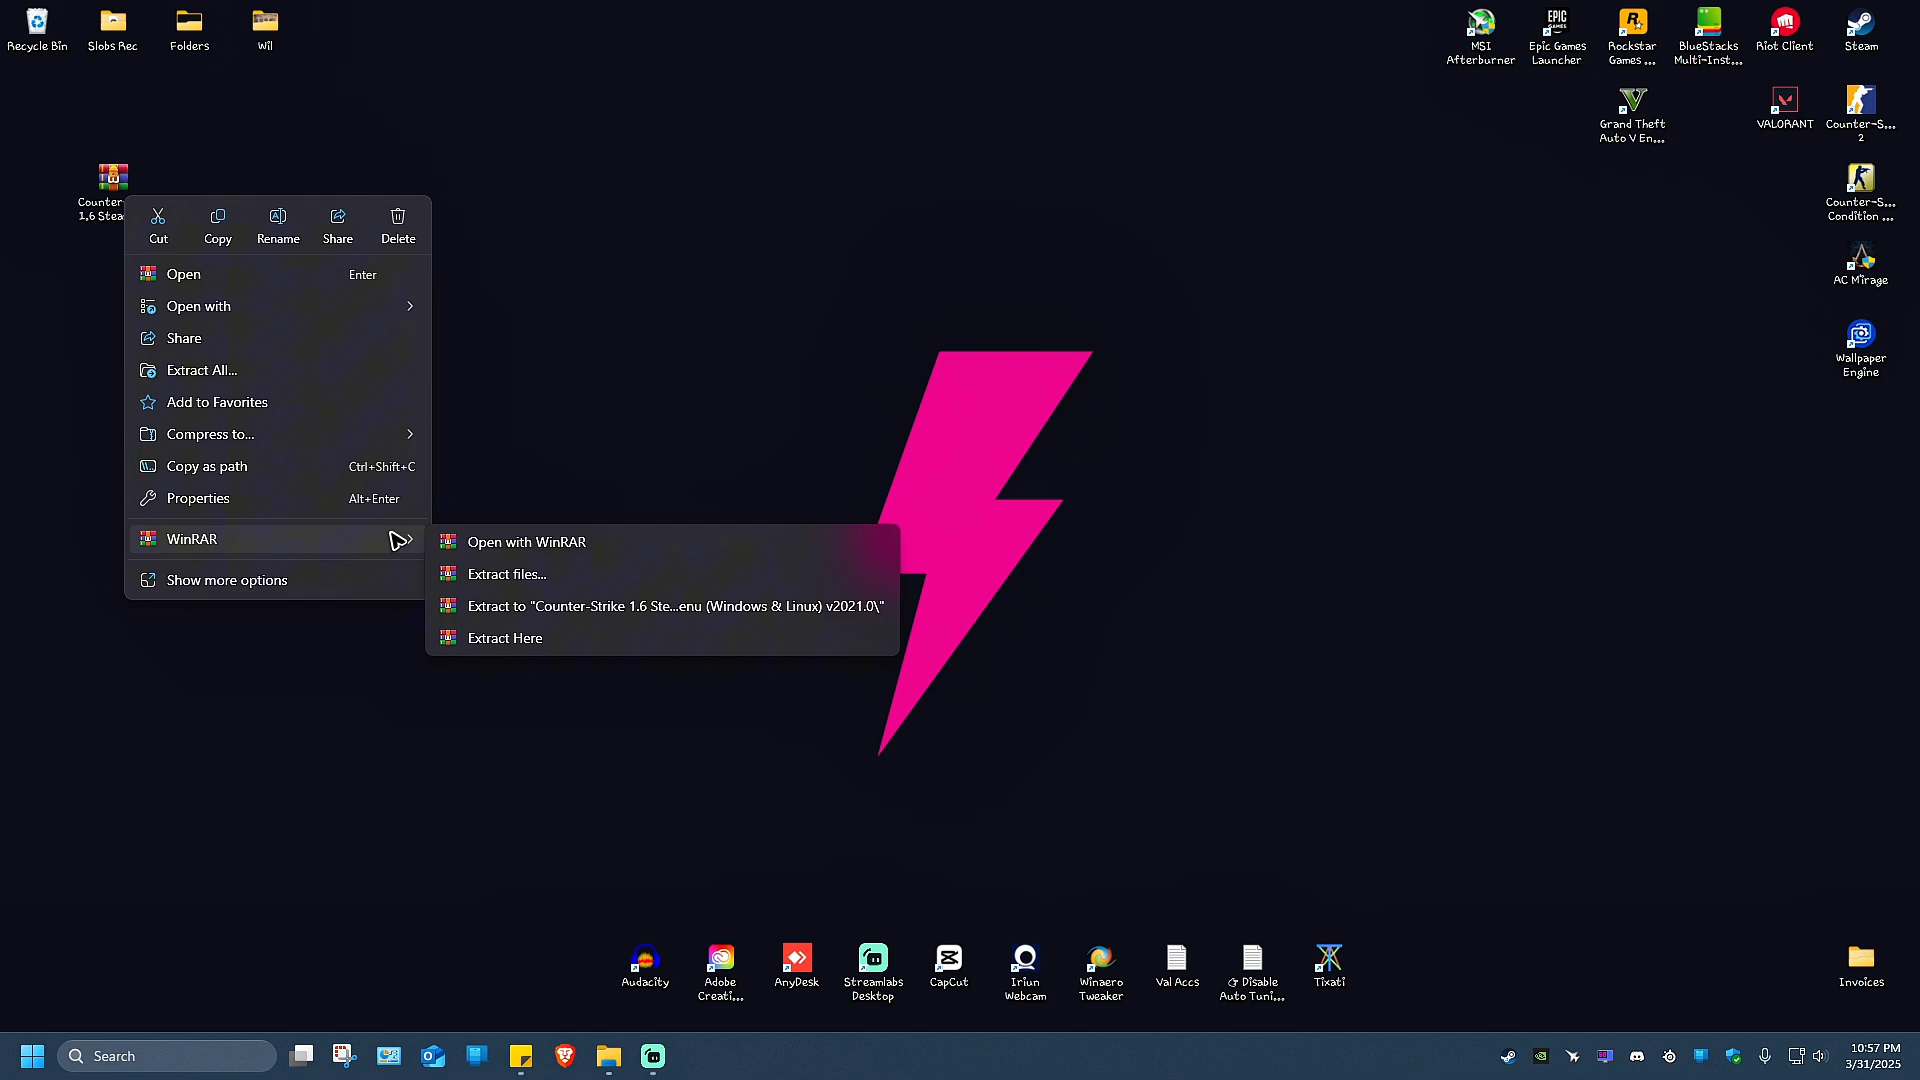 Recycle Bin
Slobs Rec
Folders
Wil
MSI
Afterburner
Epic Games
Launcher
Rockstar
Games ...
BlueStacks
Multi-Inst...
Riot Client
Steam
Grand Theft
Auto V En...
VALORANT
Counter-S...
2
Counter-S...
Condition ...
AC Mirage
Wallpaper
Engine
Counter-
1.6 Stea
Cut
Copy
Rename
Share
Delete
Open Enter
Open with
Share
Extract All...
Add to Favorites
Compress to...
Copy as path Ctrl+Shift+C
Properties Alt+Enter
WinRAR
Show more options
Open with WinRAR
Extract files...
Extract to "Counter-Strike 1.6 Ste...enu (Windows & Linux) v2021.0\"
Extract Here
Audacity
Adobe
Creati...
AnyDesk
Streamlabs
Desktop
CapCut
Iriun
Webcam
Winaero
Tweaker
Val Accs
👉 Disable
Auto Tuni...
Tixati
Invoices
Search
10:57 PM
3/31/2025